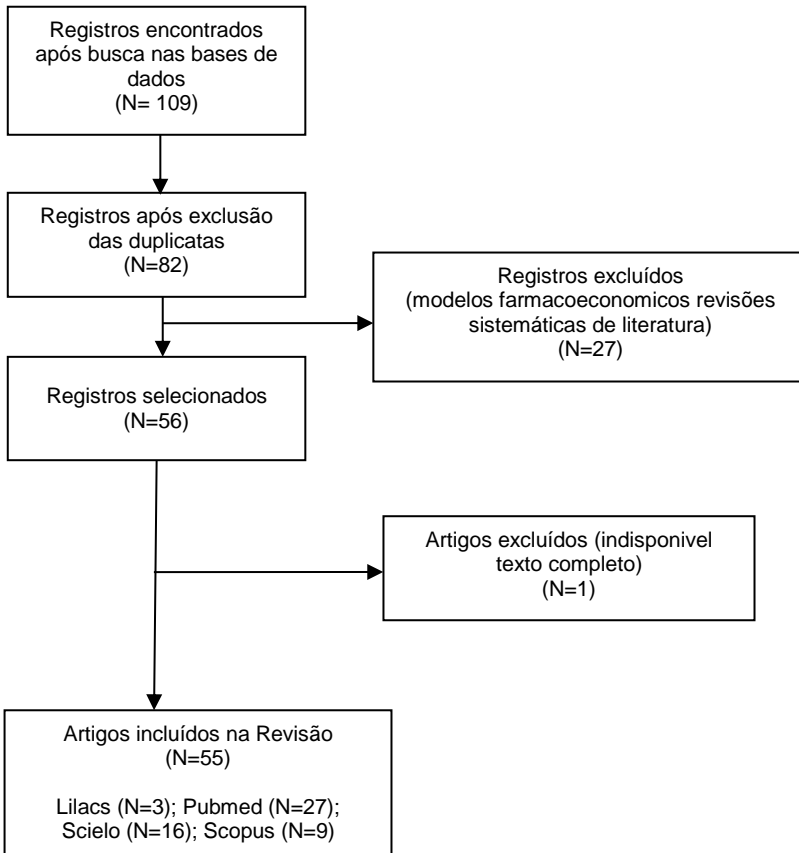 Registros encontrados
após busca nas bases de
dados
(N= 109)
Registros após exclusão
das duplicatas
(N=82)
Registros excluídos
(modelos farmacoeconomicos revisões
sistemáticas de literatura)
(N=27)
Registros selecionados
(N=56)
Artigos excluídos (indisponivel
texto completo)
(N=1)
Artigos incluídos na Revisão
(N=55)
Lilacs (N=3); Pubmed (N=27);
Scielo (N=16); Scopus (N=9)